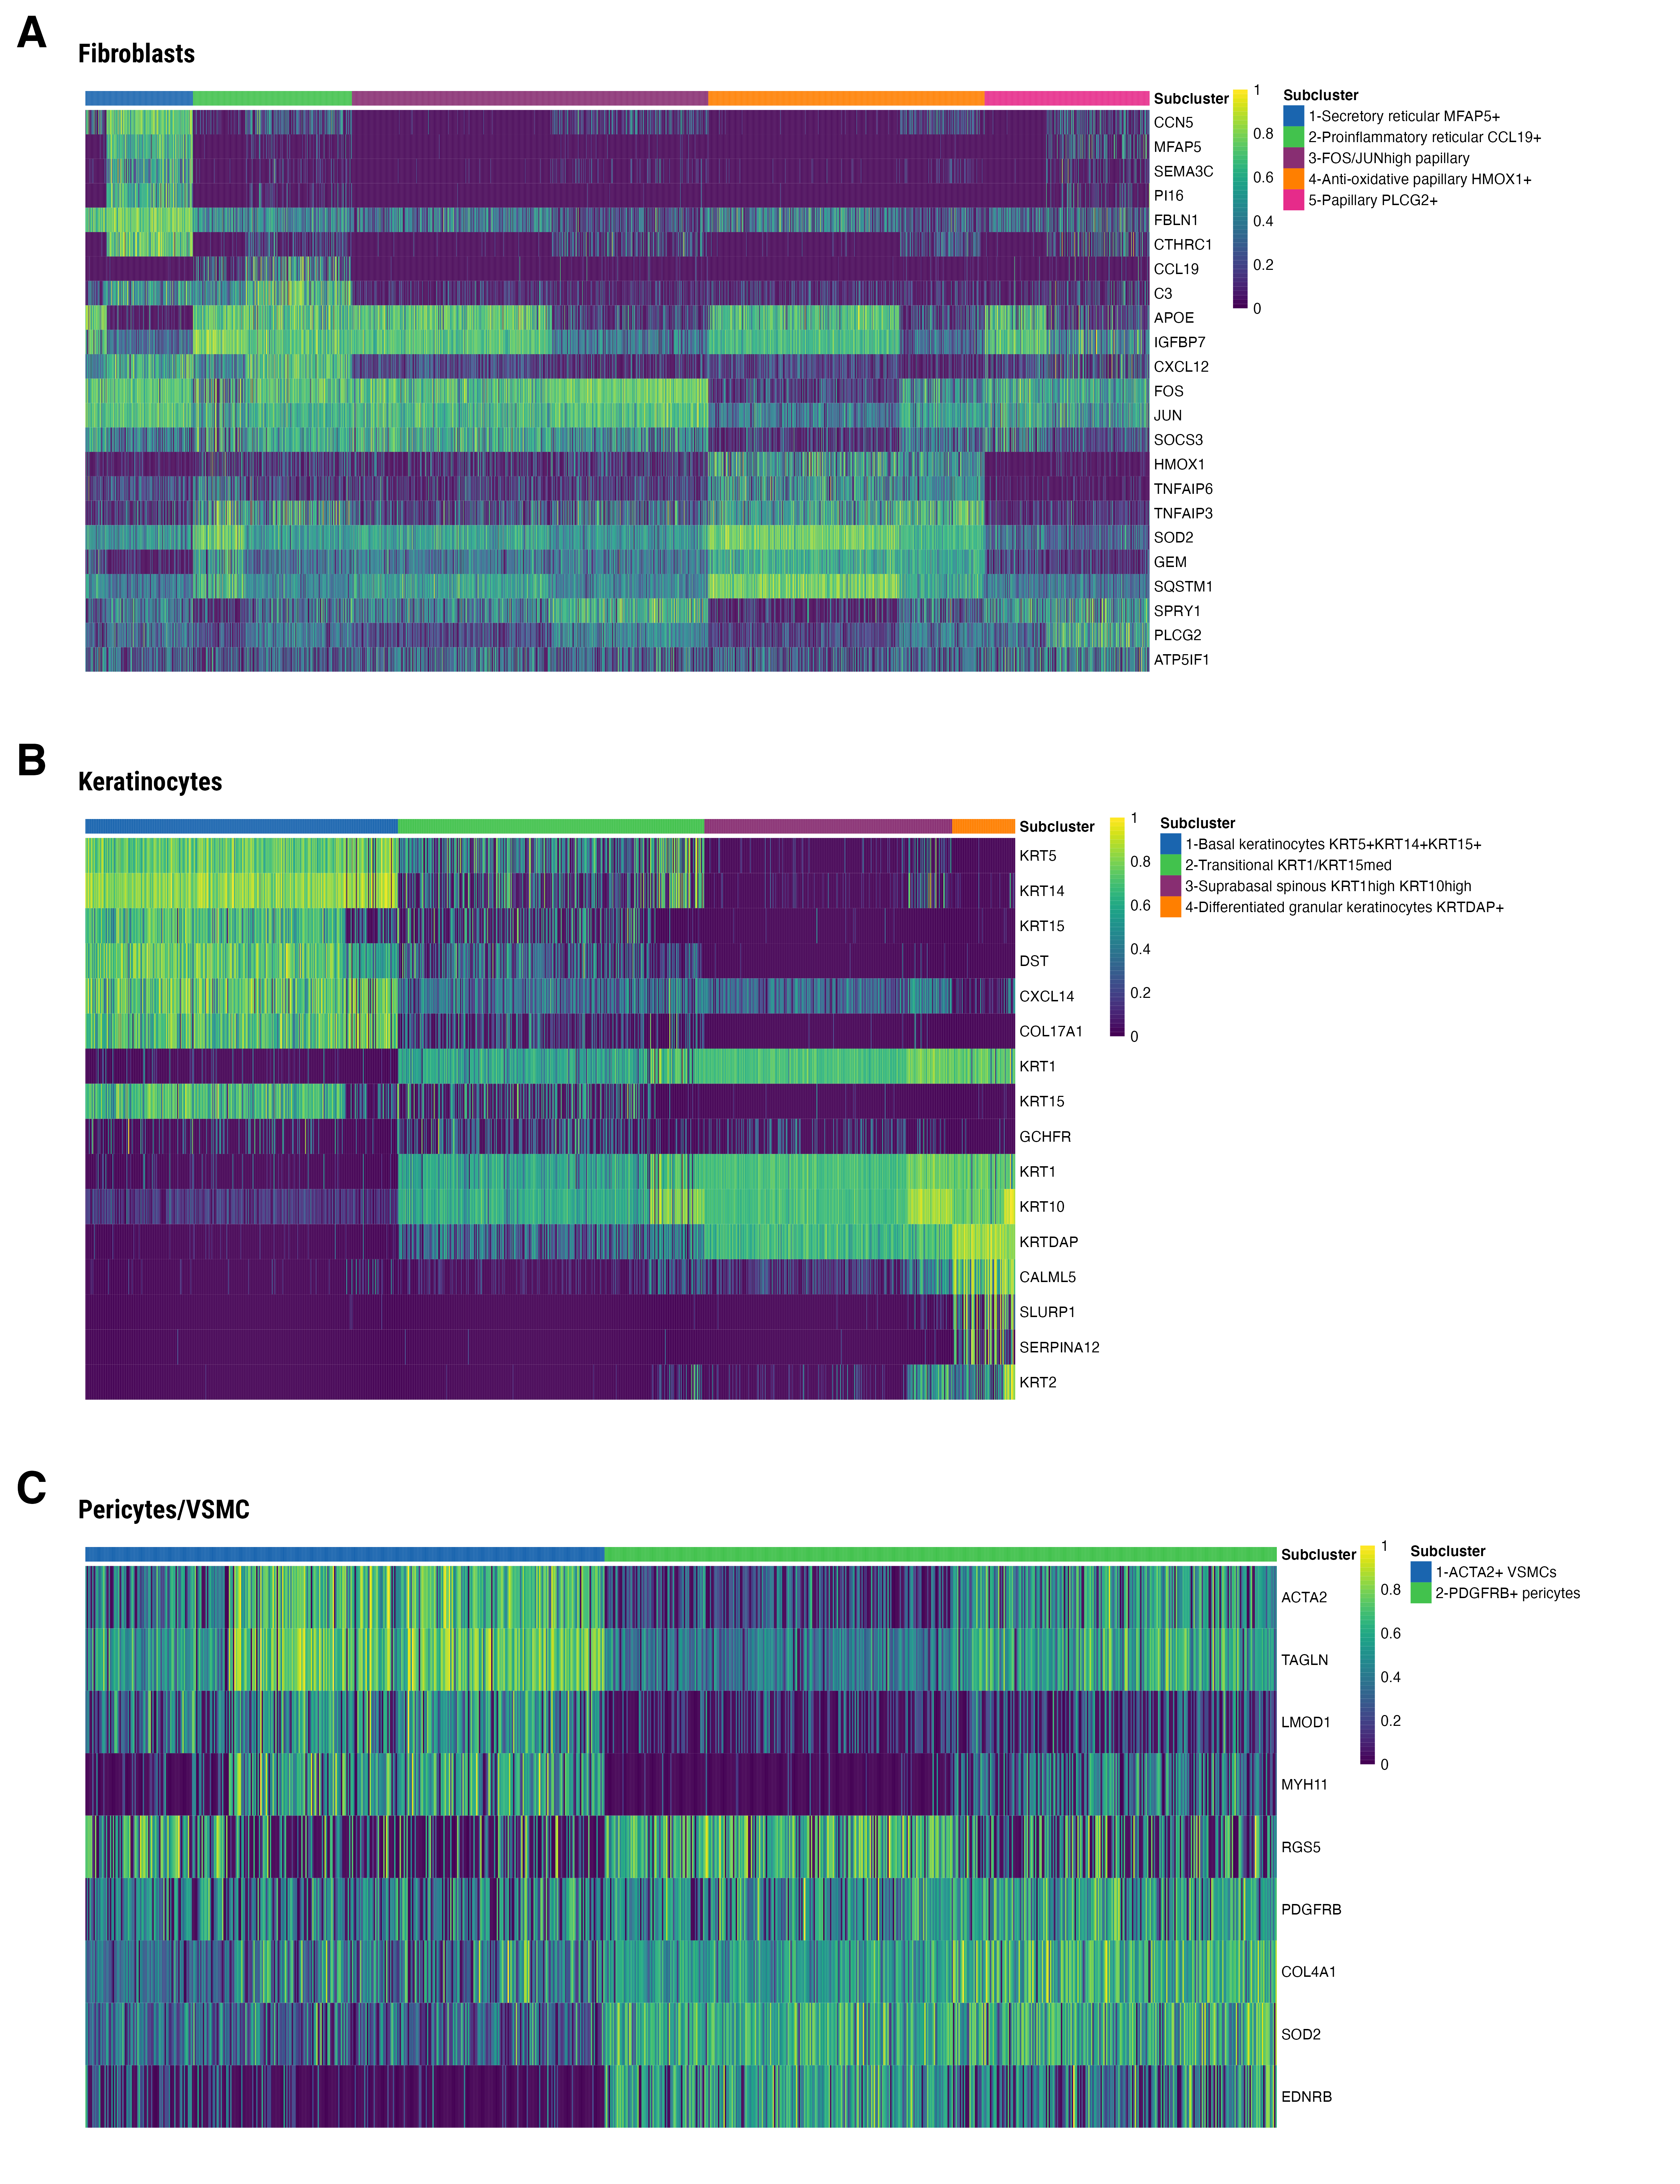 A
Fibroblasts
Subcluster
CCN5
MFAP5
SEMA3C
PI16
FBLN1
CTHRC1
CCL19
C3
APOE
IGFBP7
CXCL12
FOS
JUN
SOCS3
HMOX1
TNFAIP6
TNFAIP3
SOD2
GEM
SQSTM1
SPRY1
PLCG2
ATP5IF1
1
0.8
0.6
0.4
0.2
0
Subcluster
1-Secretory reticular MFAP5+
2-Proinflammatory reticular CCL19+
3-FOS/JUNhigh papillary
4-Anti-oxidative papillary HMOX1+
5-Papillary PLCG2+
B
Keratinocytes
Subcluster
KRT5
KRT14
KRT15
DST
CXCL14
COL17A1
KRT1
KRT15
GCHFR
KRT1
KRT10
KRTDAP
CALML5
SLURP1
SERPINA12
KRT2
1
0.8
0.6
0.4
0.2
0
Subcluster
1-Basal keratinocytes KRT5+KRT14+KRT15+
2-Transitional KRT1/KRT15med
3-Suprabasal spinous KRT1high KRT10high
4-Differentiated granular keratinocytes KRTDAP+
C
Pericytes/VSMC
Subcluster
ACTA2
TAGLN
LMOD1
MYH11
RGS5
PDGFRB
COL4A1
SOD2
EDNRB
1
0.8
0.6
0.4
0.2
0
Subcluster
1-ACTA2+ VSMCs
2-PDGFRB+ pericytes